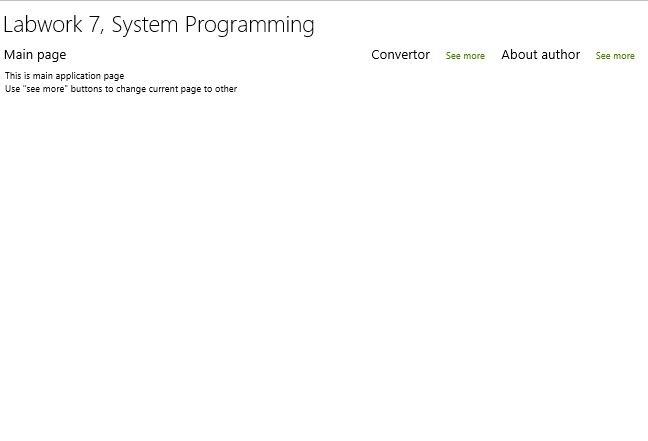 Labwork 7, System Programming
Main page Convertor See more About author See more
This is main application page
Use "see more" buttons to change current page to other